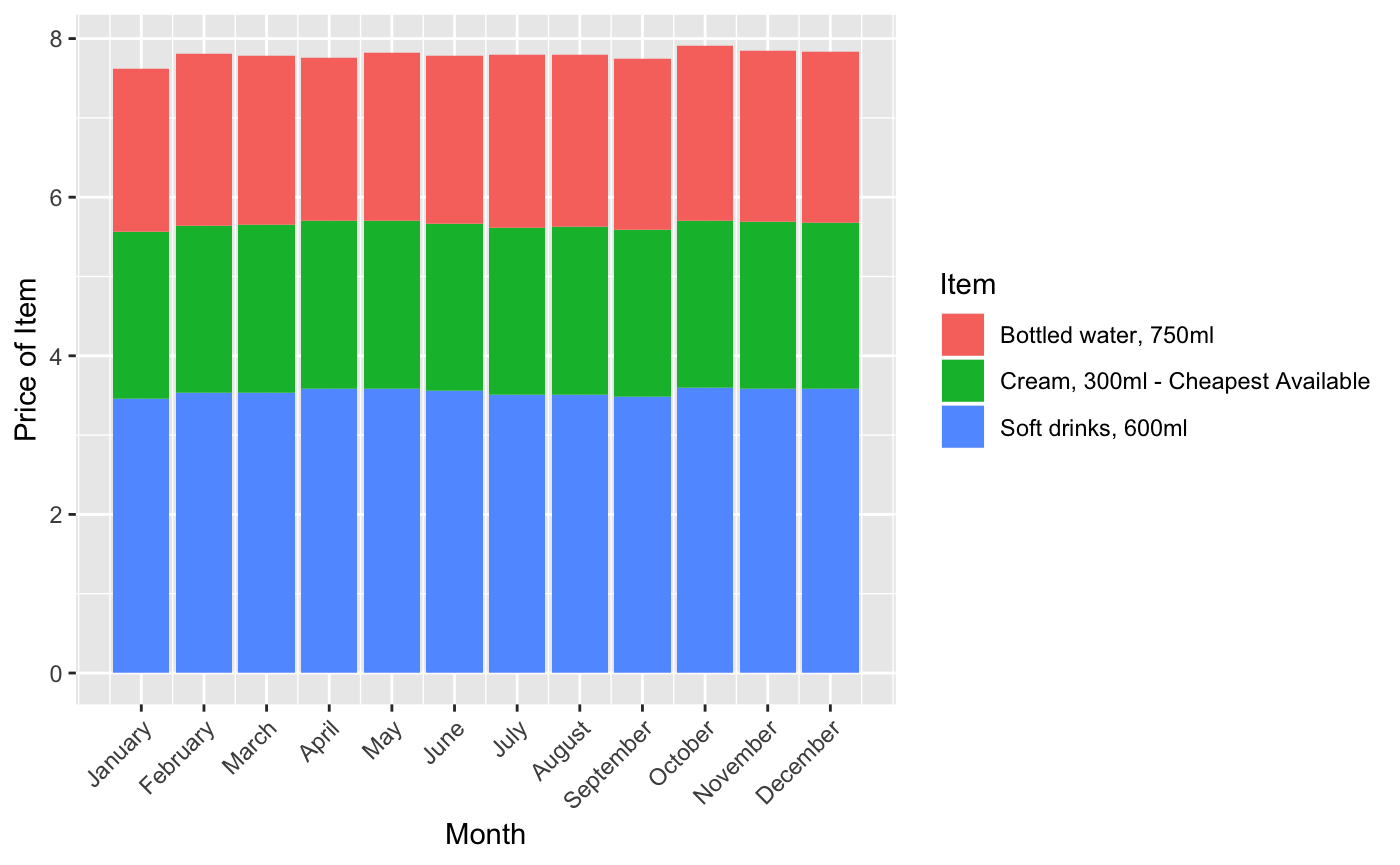 8
6
4
2
0
Price of Item
January
February
March
April
May
June
July
August
September
October
November
December
Month
Item
Bottled water, 750ml
Cream, 300ml - Cheapest Available
Soft drinks, 600ml